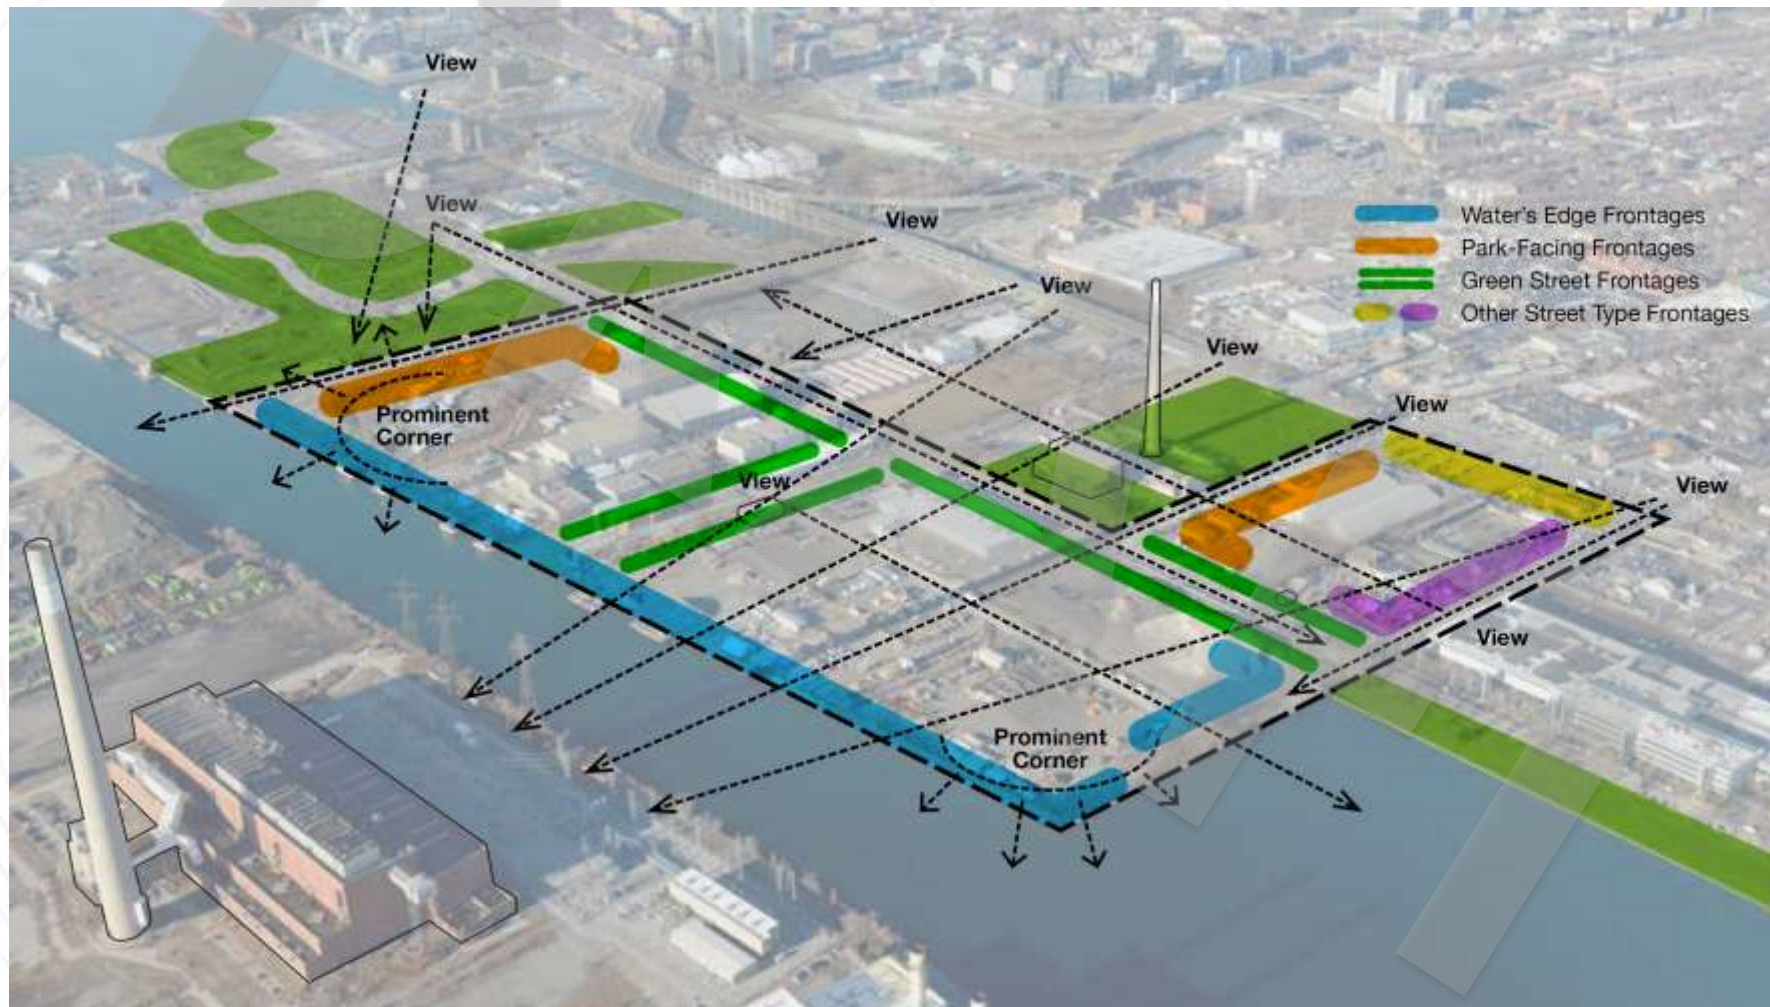 View
View
View
View
Water's Edge Frontages
Park-Facing Frontages
Green Street Frontages
Other Street Type Frontages
View
View
Prominent
Corner
View
View
View
Prominent
Corner